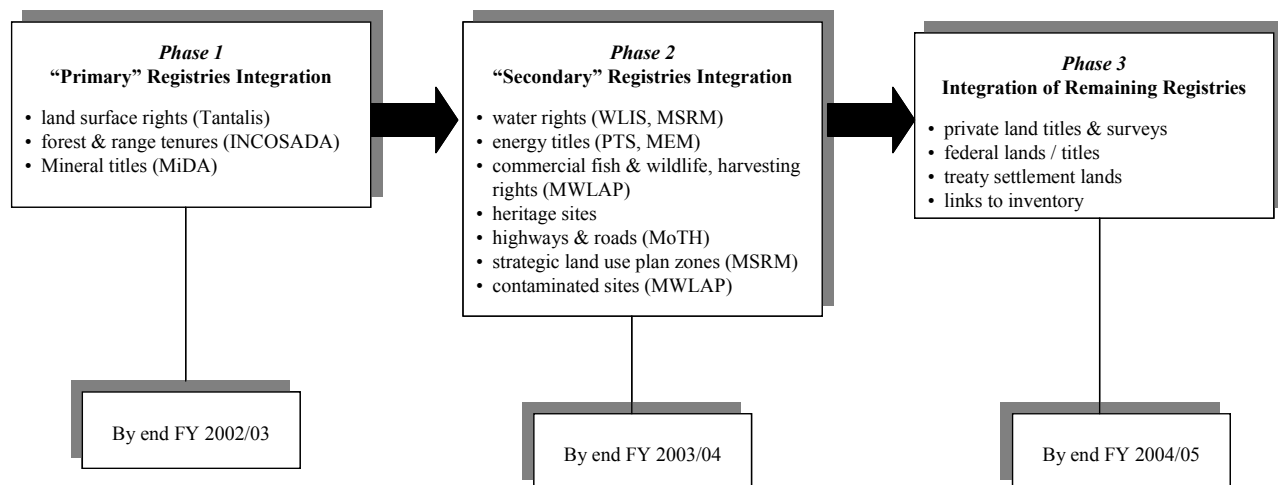 Phase 1
“Primary” Registries Integration
• land surface rights (Tantalis)
• forest & range tenures (INCOSADA)
• Mineral titles (MiDA)
By end FY 2002/03
Phase 2
“Secondary” Registries Integration
• water rights (WLIS, MSRM)
• energy titles (PTS, MEM)
• commercial fish & wildlife, harvesting
rights (MWLAP)
• heritage sites
• highways & roads (MoTH)
• strategic land use plan zones (MSRM)
• contaminated sites (MWLAP)
By end FY 2003/04
Phase 3
Integration of Remaining Registries
• private land titles & surveys
• federal lands / titles
• treaty settlement lands
• links to inventory
By end FY 2004/05